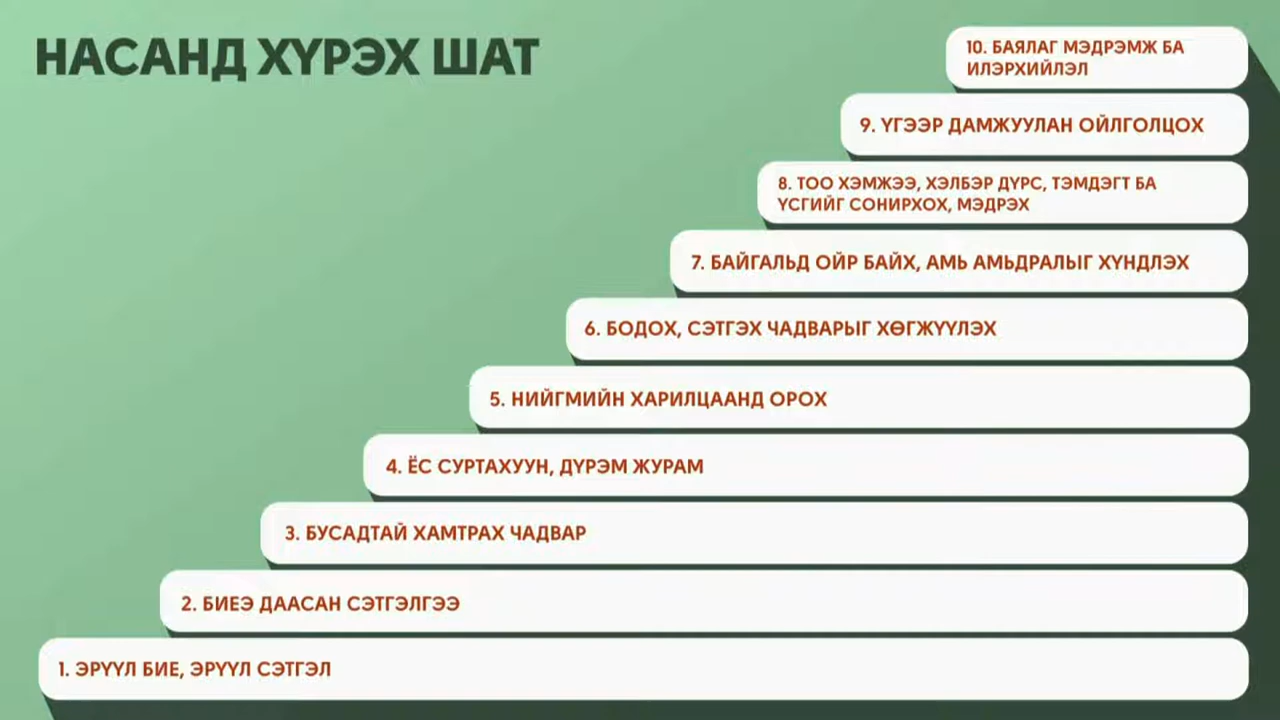 НАСАНД ХҮРЭХ ШАТ
10. БАЯЛАГ МЭДРЭМЖ БА
ИЛЭРХИЙЛЭЛ
9. ҮГЭЭР ДАМЖУУЛАН ОЙЛГОЛЦОХ
8. ТОО ХЭМЖЭЭ, ХЭЛБЭР ДҮРС, ТЭМДЭГТ БА
ҮСГИЙГ СОНИРХОХ, МЭДРЭХ
7. БАЙГАЛЬД ОЙР БАЙХ, АМЬ АМЬДРАЛЫГ ХҮНДЛЭХ
6. БОДОХ, СЭТГЭХ ЧАДВАРЫГ ХӨГЖҮҮЛЭХ
5. НИЙГМИЙН ХАРИЛЦААНД ОРОХ
4. ЁС СУРТАХУУН, ДҮРЭМ ЖУРАМ
3. БУСАДТАЙ ХАМТРАХ ЧАДВАР
2. БИЕЭ ДААСАН СЭТГЭЛГЭЭ
1. ЭРҮҮЛ БИЕ, ЭРҮҮЛ СЭТГЭЛ